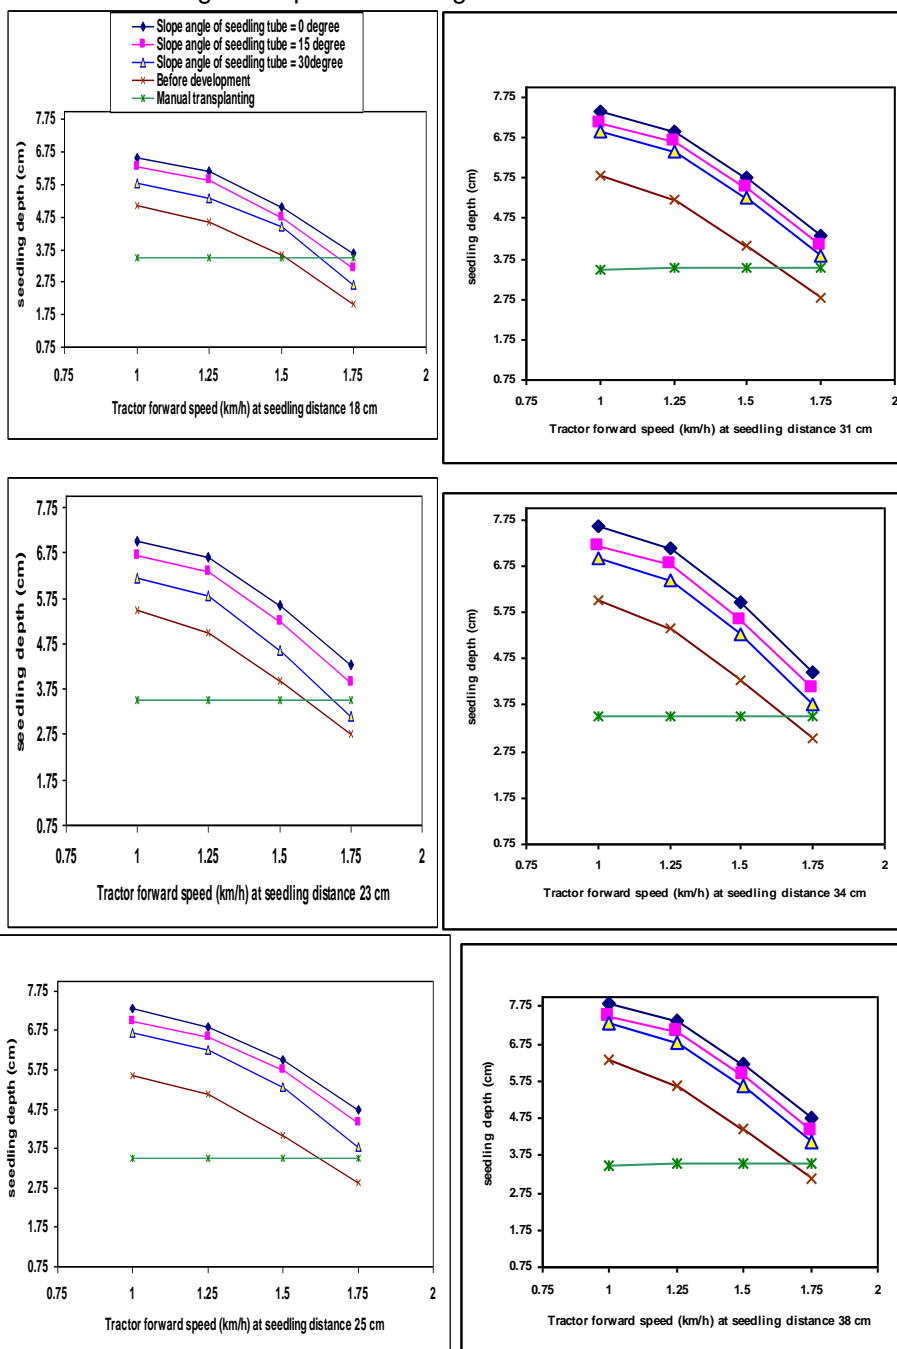 Slope angle of seedling tube = 0 degree
Slope angle of seedling tube = 15 degree
Slope angle of seedling tube = 30degree
Before development
Manual transplanting
seedling depth (cm)
7.75
6.75
5.75
4.75
3.75
2.75
1.75
0.75
0.75 1 1.25 1.5 1.75 2
Tractor forward speed (km/h) at seedling distance 18 cm
seedling depth (cm)
7.75
6.75
5.75
4.75
3.75
2.75
1.75
0.75
0.75 1 1.25 1.5 1.75 2
Tractor forward speed (km/h) at seedling distance 31 cm
seedling depth (cm)
7.75
6.75
5.75
4.75
3.75
2.75
1.75
0.75
0.75 1 1.25 1.5 1.75 2
Tractor forward speed (km/h) at seedling distance 23 cm
seedling depth (cm)
7.75
6.75
5.75
4.75
3.75
2.75
1.75
0.75
0.75 1 1.25 1.5 1.75 2
Tractor forward speed (km/h) at seedling distance 34 cm
seedling depth (cm)
7.75
6.75
5.75
4.75
3.75
2.75
1.75
0.75
0.75 1 1.25 1.5 1.75 2
Tractor forward speed (km/h) at seedling distance 25 cm
seedling depth (cm)
7.75
6.75
5.75
4.75
3.75
2.75
1.75
0.75
0.75 1 1.25 1.5 1.75 2
Tractor forward speed (km/h) at seedling distance 38 cm